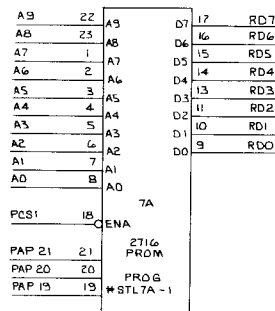 A9 22 A9 D7 17 RD7
A8 23 A8 D6 16 RD6
A7 1 A7 D5 15 RD5
A6 2 A6 D4 14 RD4
A5 3 A5 D3 13 RD3
A4 4 A4 D2 11 RD2
A3 5 A3 D1 10 RD1
A2 6 A2 D0 9 RD0
A1 7 A1
A0 8 A0
7A
PCS1 18 ENA
2716
PROM
PAP 21 21
PAP 20 20 PROG
PAP 19 19 #STL7A-1